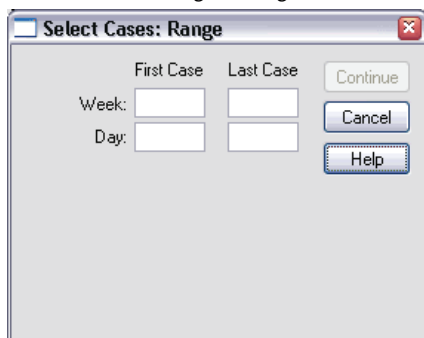 Select Cases: Range
First Case Last Case Continue
Week:
Cancel
Day:
Help